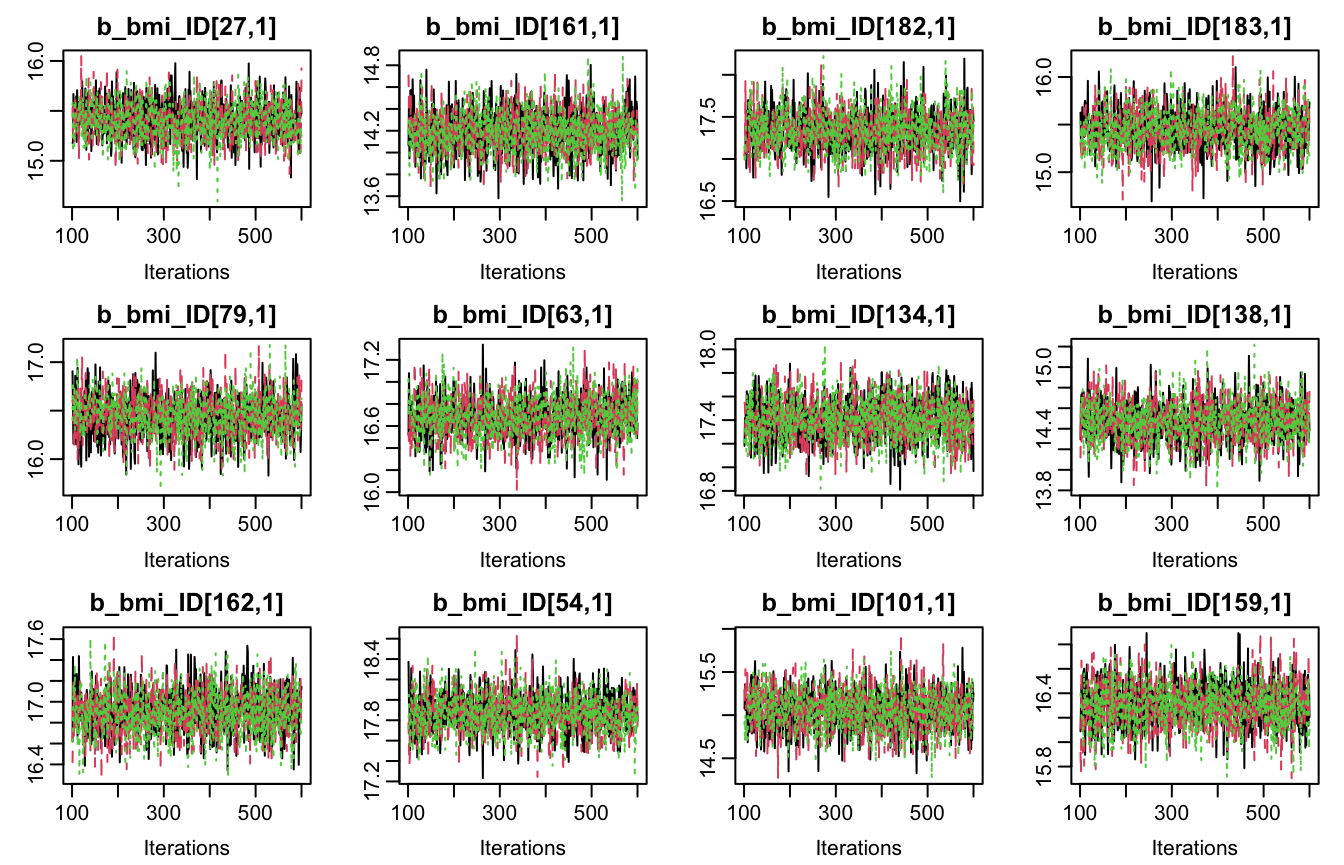 b_bmi_ID[27,1] b_bmi_ID[161,1] b_bmi_ID[182,1] b_bmi_ID[183,1]
16.0 15.0 14.8 14.2 13.6 17.5 16.5 16.0 15.0
100 300 500 100 300 500 100 300 500 100 300 500
Iterations Iterations Iterations Iterations
b_bmi_ID[79,1] b_bmi_ID[63,1] b_bmi_ID[134,1] b_bmi_ID[138,1]
17.0 16.0 17.2 16.6 16.0 18.0 17.4 16.8 15.0 14.4 13.8
100 300 500 100 300 500 100 300 500 100 300 500
Iterations Iterations Iterations Iterations
b_bmi_ID[162,1] b_bmi_ID[54,1] b_bmi_ID[101,1] b_bmi_ID[159,1]
17.6 17.0 16.4 18.4 17.8 17.2 15.5 14.5 16.4 15.8
100 300 500 100 300 500 100 300 500 100 300 500
Iterations Iterations Iterations Iterations